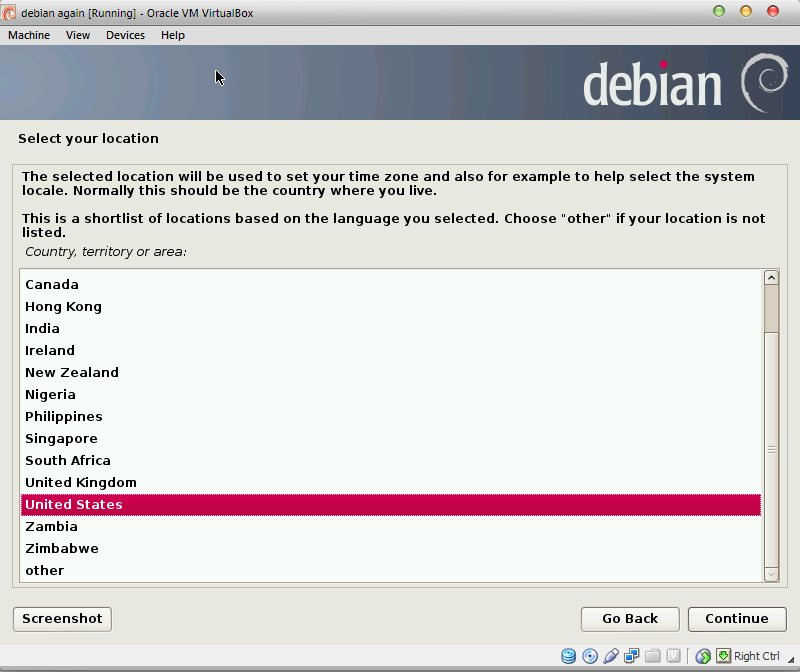 debian again [Running] - Oracle VM VirtualBox
Machine View Devices Help
debian
Select your location
The selected location will be used to set your time zone and also for example to help select the system
locale. Normally this should be the country where you live.
This is a shortlist of locations based on the language you selected. Choose "other" if your location is not
listed.
Country, territory or area:
Canada
Hong Kong
India
Ireland
New Zealand
Nigeria
Philippines
Singapore
South Africa
United Kingdom
United States
Zambia
Zimbabwe
other
Screenshot Go Back Continue
Right Ctrl